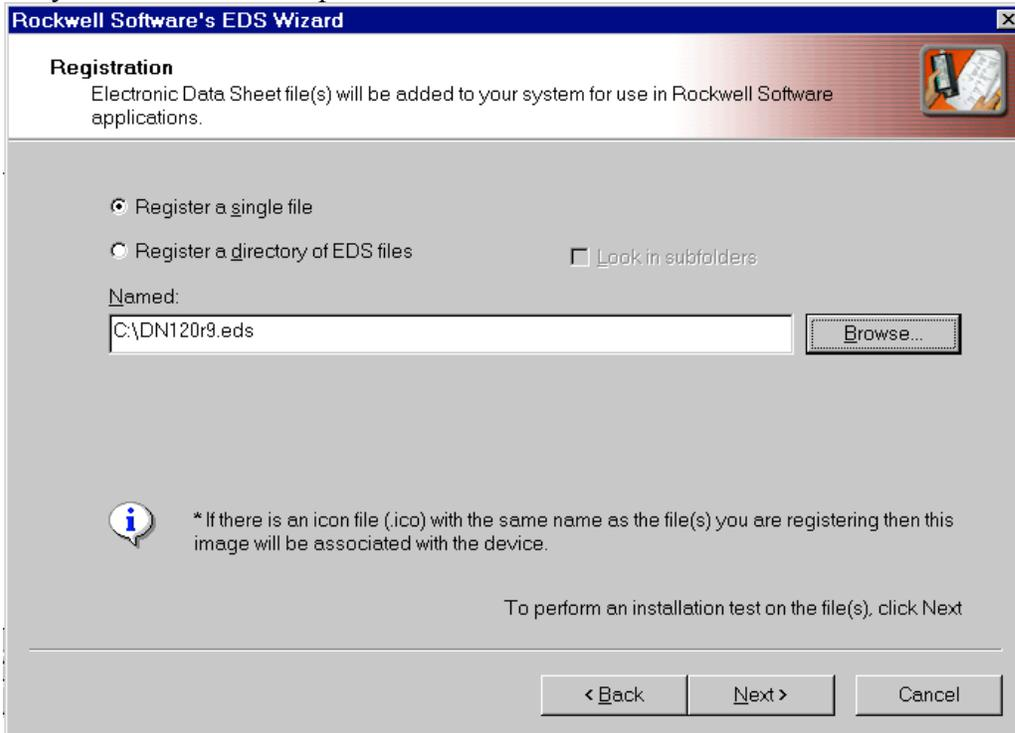 Rockwell Software's EDS Wizard
Registration
Electronic Data Sheet file(s) will be added to your system for use in Rockwell Software
applications.
Register a single file
Register a directory of EDS files
Look in subfolders
Named:
C:\DN120r9.eds
Browse...
* If there is an icon file (.ico) with the same name as the file(s) you are registering then this
image will be associated with the device.
To perform an installation test on the file(s), click Next
< Back
Next >
Cancel